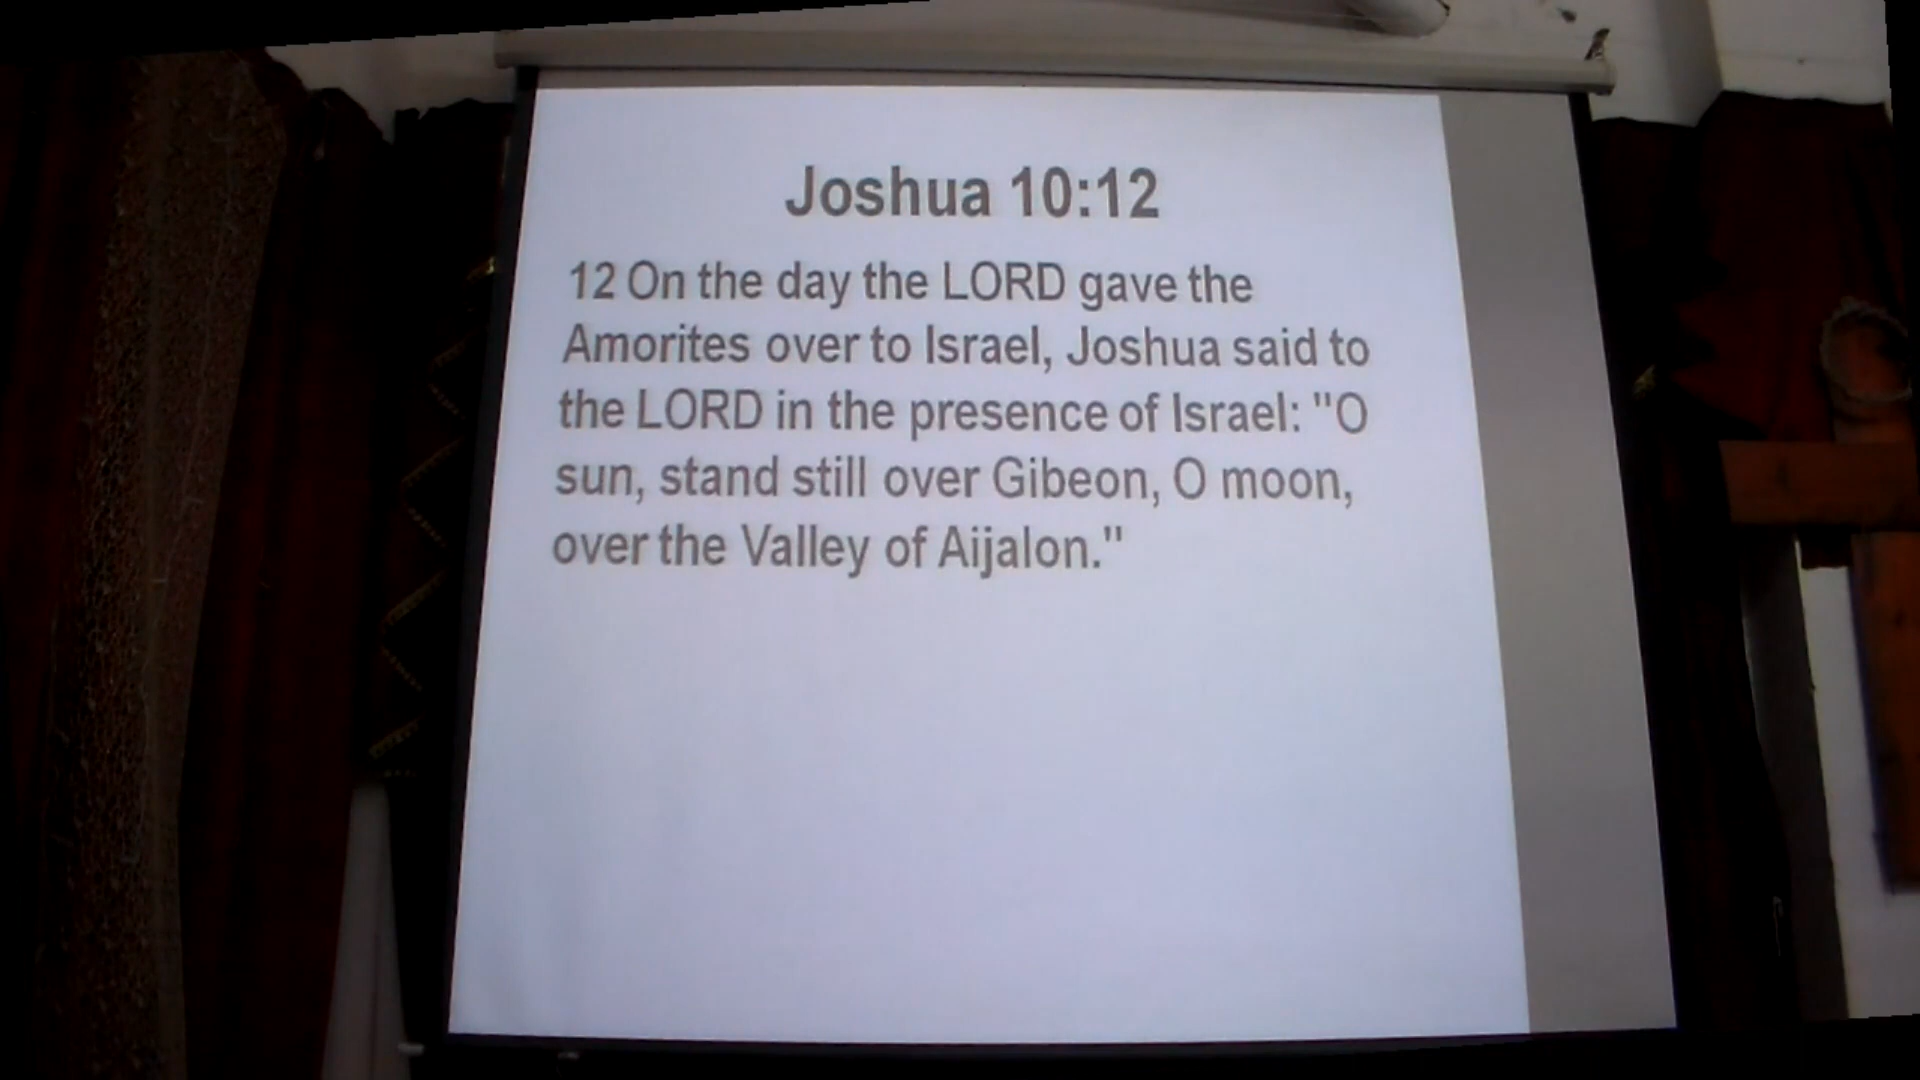 Joshua 10:12
12 On the day the LORD gave the
Amorites over to Israel, Joshua said to
the LORD in the presence of Israel: "O
sun, stand still over Gibeon, O moon,
over the Valley of Aijalon."